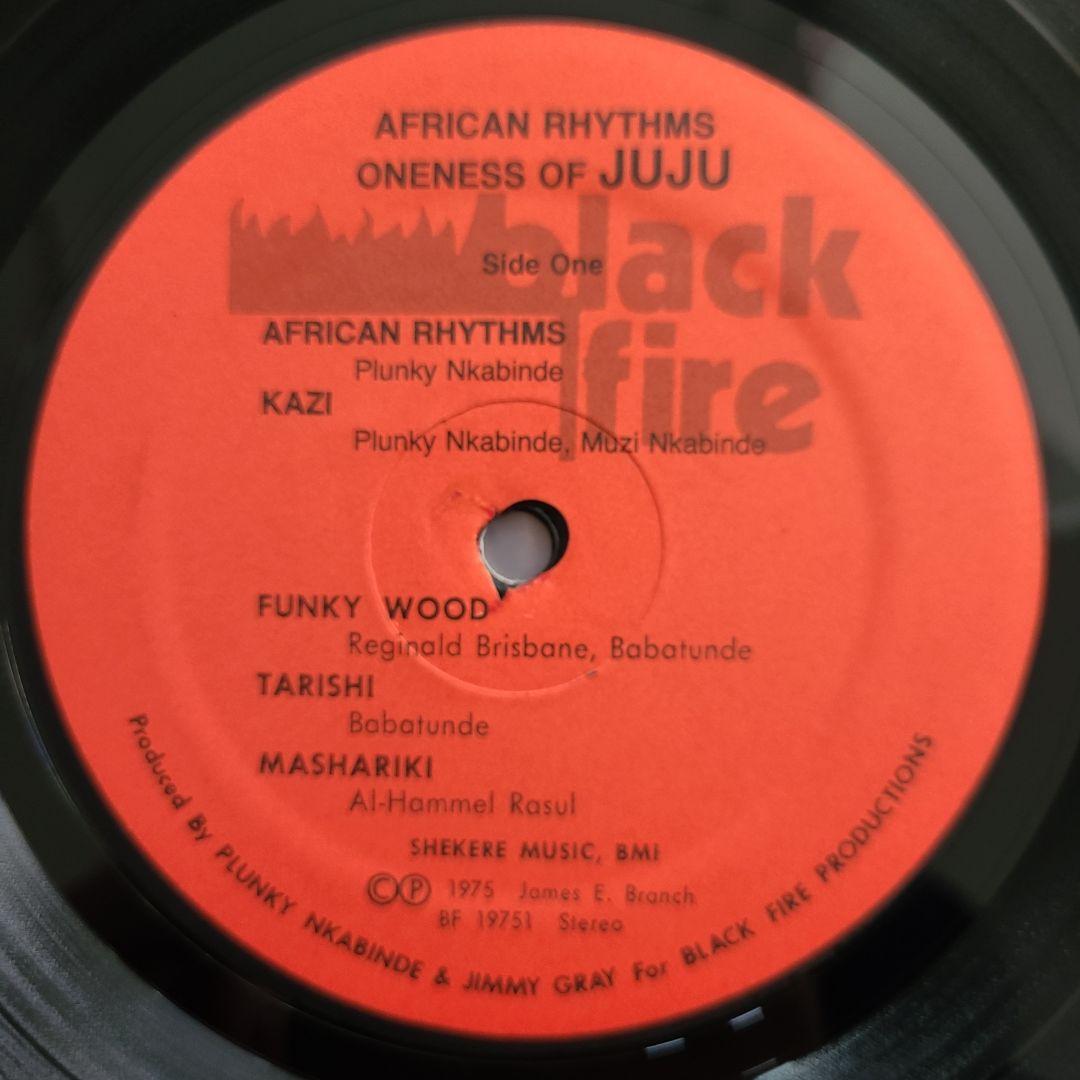 AFRICAN RHYTHMS
ONENESS OF JUJU
black
fire
Side One
AFRICAN RHYTHMS
Plunky Nkabinde
KAZI
Plunky Nkabinde, Muzi Nkabinde
FUNKY WOOD
Reginald Brisbane, Babatunde
TARISHI
Babatunde
MASHARIKI
Al-Hammel Rasul
SHEKERE MUSIC, BMI
©℗ 1975 James E. Branch
BF 19751 Stereo
Produced By PLUNKY NKABINDE & JIMMY GRAY For BLACK FIRE PRODUCTIONS